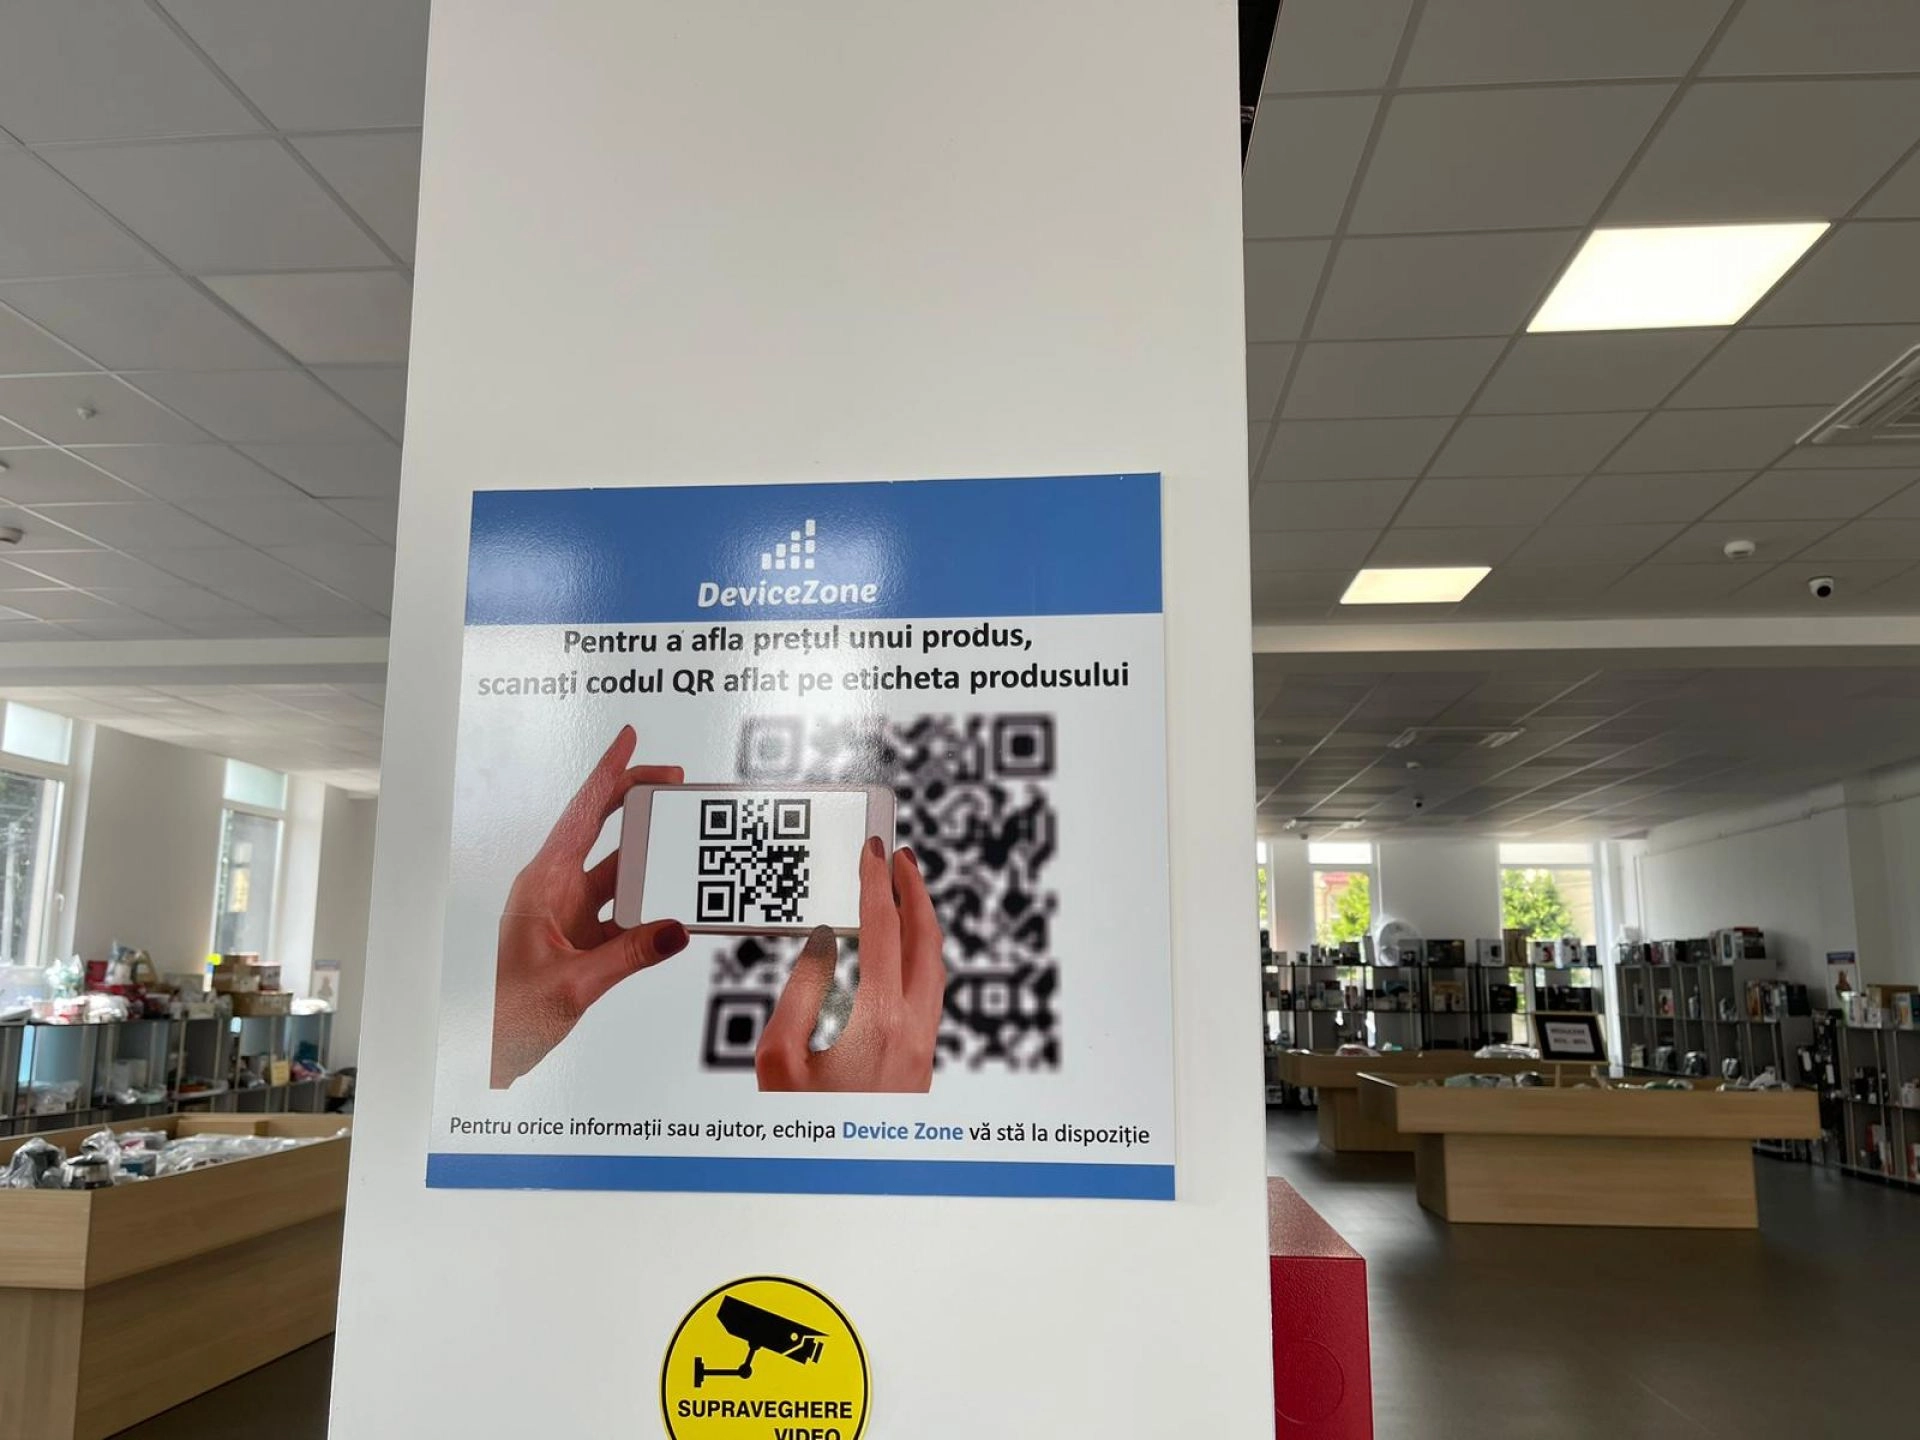 DeviceZone
Pentru a afla prețul unui produs,
scanați codul QR aflat pe eticheta produsului
Pentru orice informații sau ajutor, echipa Device Zone vă stă la dispoziție
SUPRAVEGHERE
VIDEO